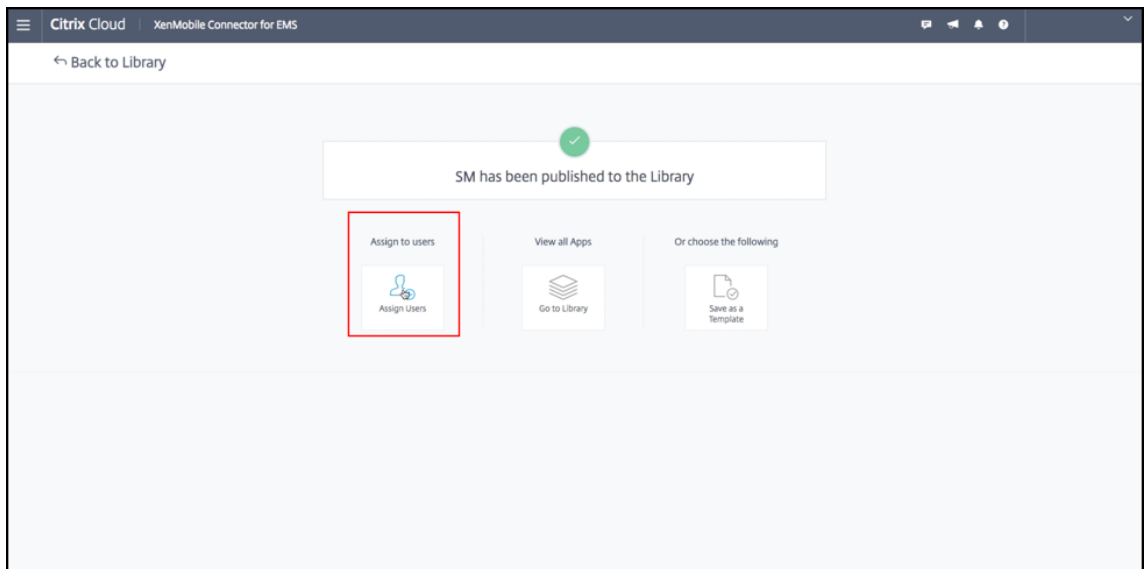 Citrix Cloud XenMobile Connector for EMS
Back to Library
SM has been published to the Library
Assign to users
View all Apps
Or choose the following
Assign Users
Go to Library
Save as a
Template